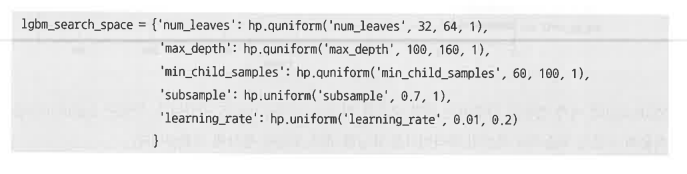 lgbm_search_space = {'num_leaves': hp.quniform('num_leaves', 32, 64, 1),
'max_depth': hp.quniform('max_depth', 100, 160, 1),
'min_child_samples': hp.quniform('min_child_samples', 60, 100, 1),
'subsample': hp.uniform('subsample', 0.7, 1),
'learning_rate': hp.uniform('learning_rate', 0.01, 0.2)
}